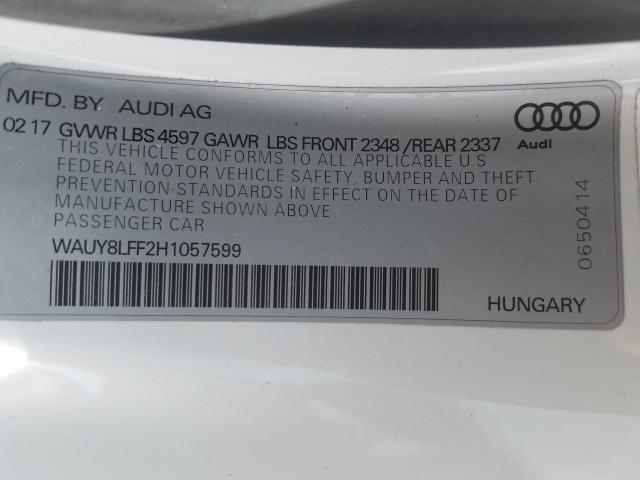 MFD. BY AUDI AG
02 17 GVWR LBS 4597 GAWR LBS FRONT 2348 / REAR 2337
THIS VEHICLE CONFORMS TO ALL APPLICABLE U S
FEDERAL MOTOR VEHICLE SAFETY, BUMPER AND THEFT
PREVENTION STANDARDS IN EFFECT ON THE DATE OF
MANUFACTURE SHOWN ABOVE
PASSENGER CAR
WAUY8LFF2H1057599
Audi
0650414
HUNGARY